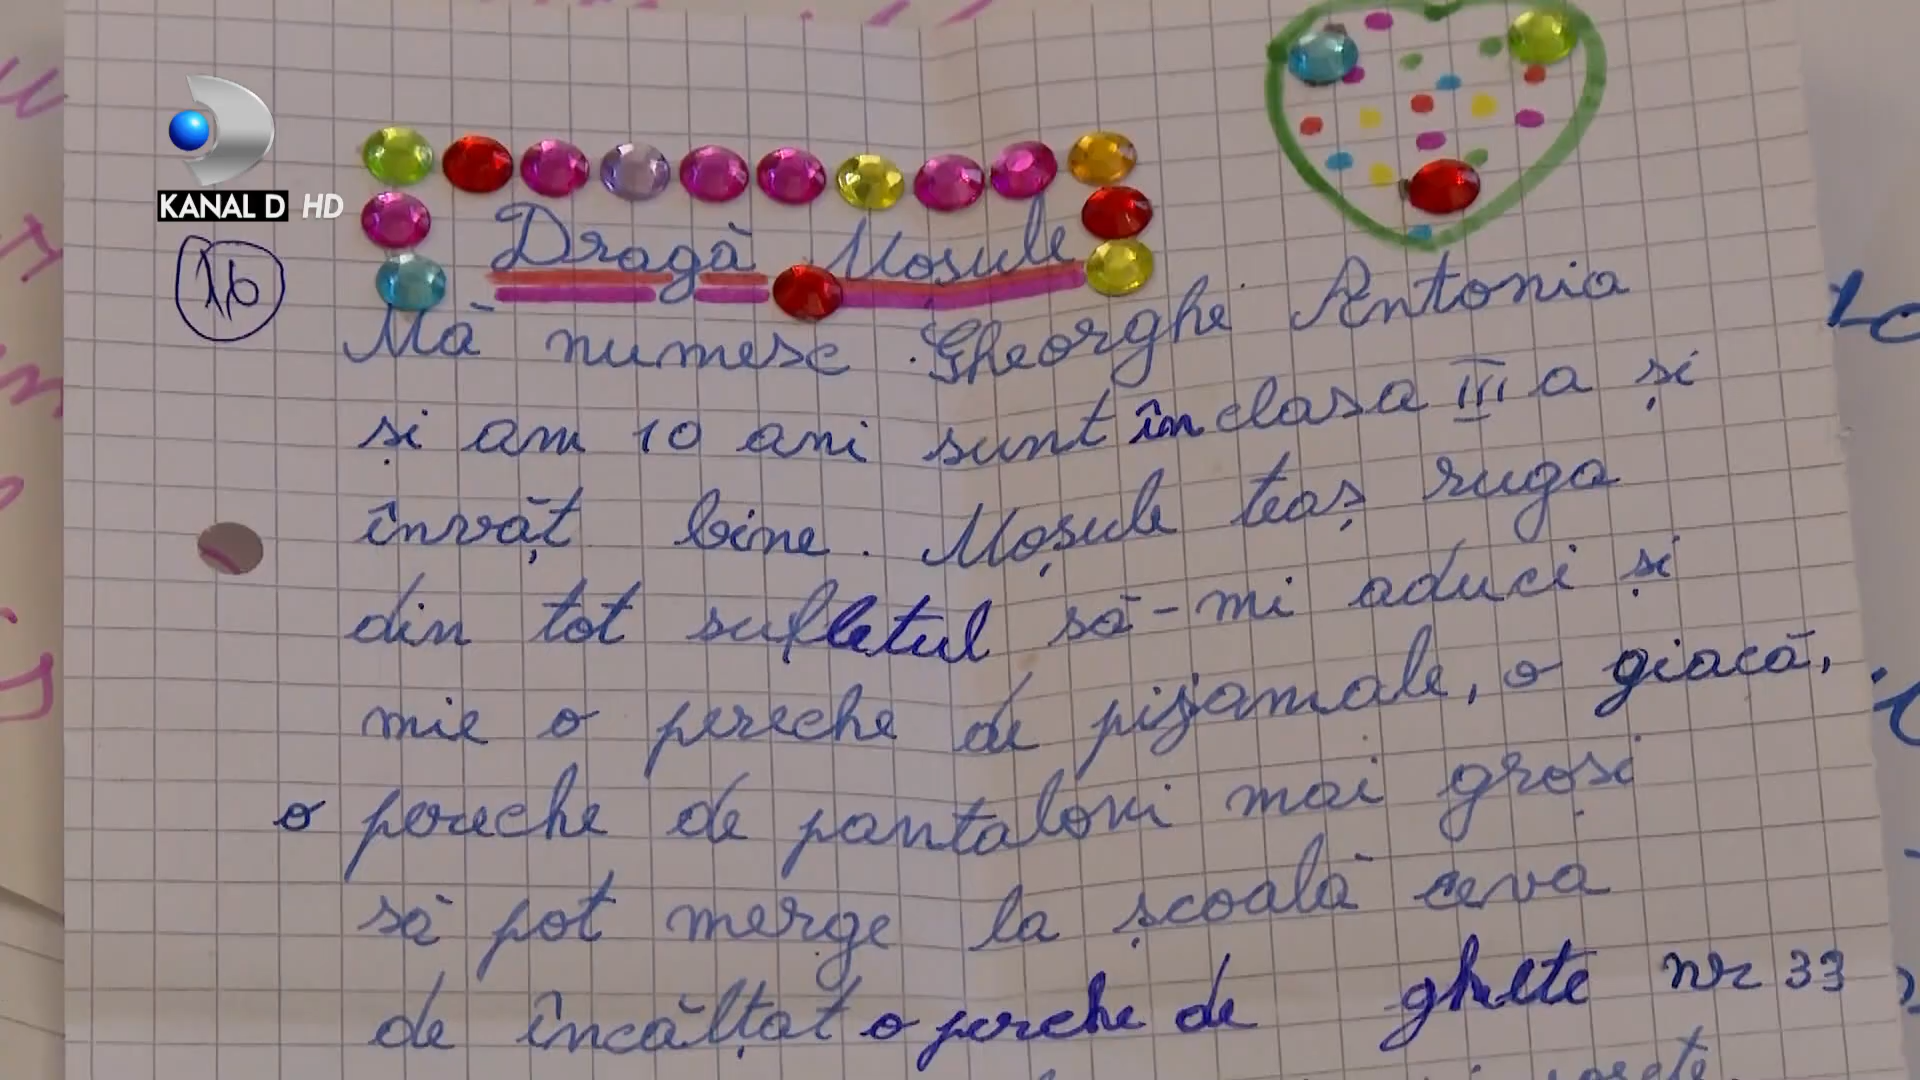 KANAL D HD
16
Dragă Moșule
Mă numesc Gheorghe Antonia
și am 10 ani sunt în clasa III a și
învăț bine. Moșule teaș ruga
din tot sufletul să-mi aduci și
mie o pereche de pijamale, o giacă,
o pereche de pantaloni mai groși
să pot merge la școală ceva
de încălțat o pereche de ghete nr 33